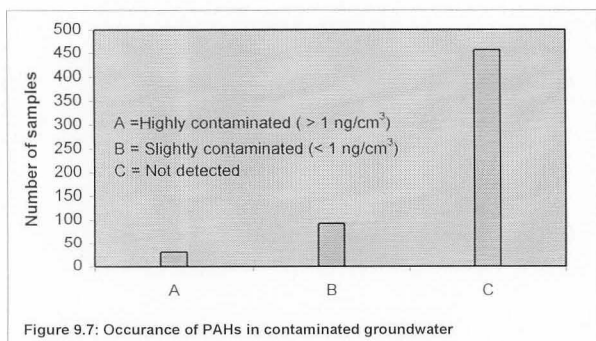 500
450
400
350
300
250
200
150
100
50
0
Number of samples
A =Highly contaminated ( > 1 ng/cm³)
B = Slightly contaminated (< 1 ng/cm³)
C = Not detected
A B C
Figure 9.7: Occurance of PAHs in contaminated groundwater